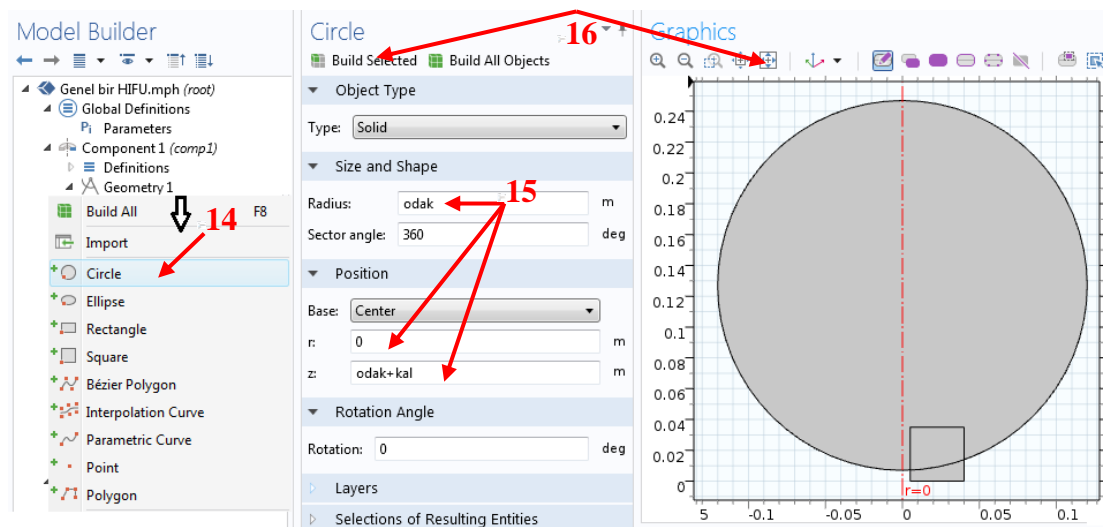 Model Builder
Genel bir HIFU.mph (root)
Global Definitions
Pi Parameters
Component 1 (comp1)
Definitions
Geometry 1
Build All F8
14
Import
Circle
Ellipse
Rectangle
Square
Bézier Polygon
Interpolation Curve
Parametric Curve
Point
Polygon
Circle
16
Build Selected Build All Objects
Object Type
Type: Solid
Size and Shape
15
Radius: odak m
Sector angle: 360 deg
Position
Base: Center
r: 0 m
z: odak+kal m
Rotation Angle
Rotation: 0 deg
Layers
Selections of Resulting Entities
Graphics
0.24
0.22
0.2
0.18
0.16
0.14
0.12
0.1
0.08
0.06
0.04
0.02
0
r=0
5 -0.1 -0.05 0 0.05 0.1